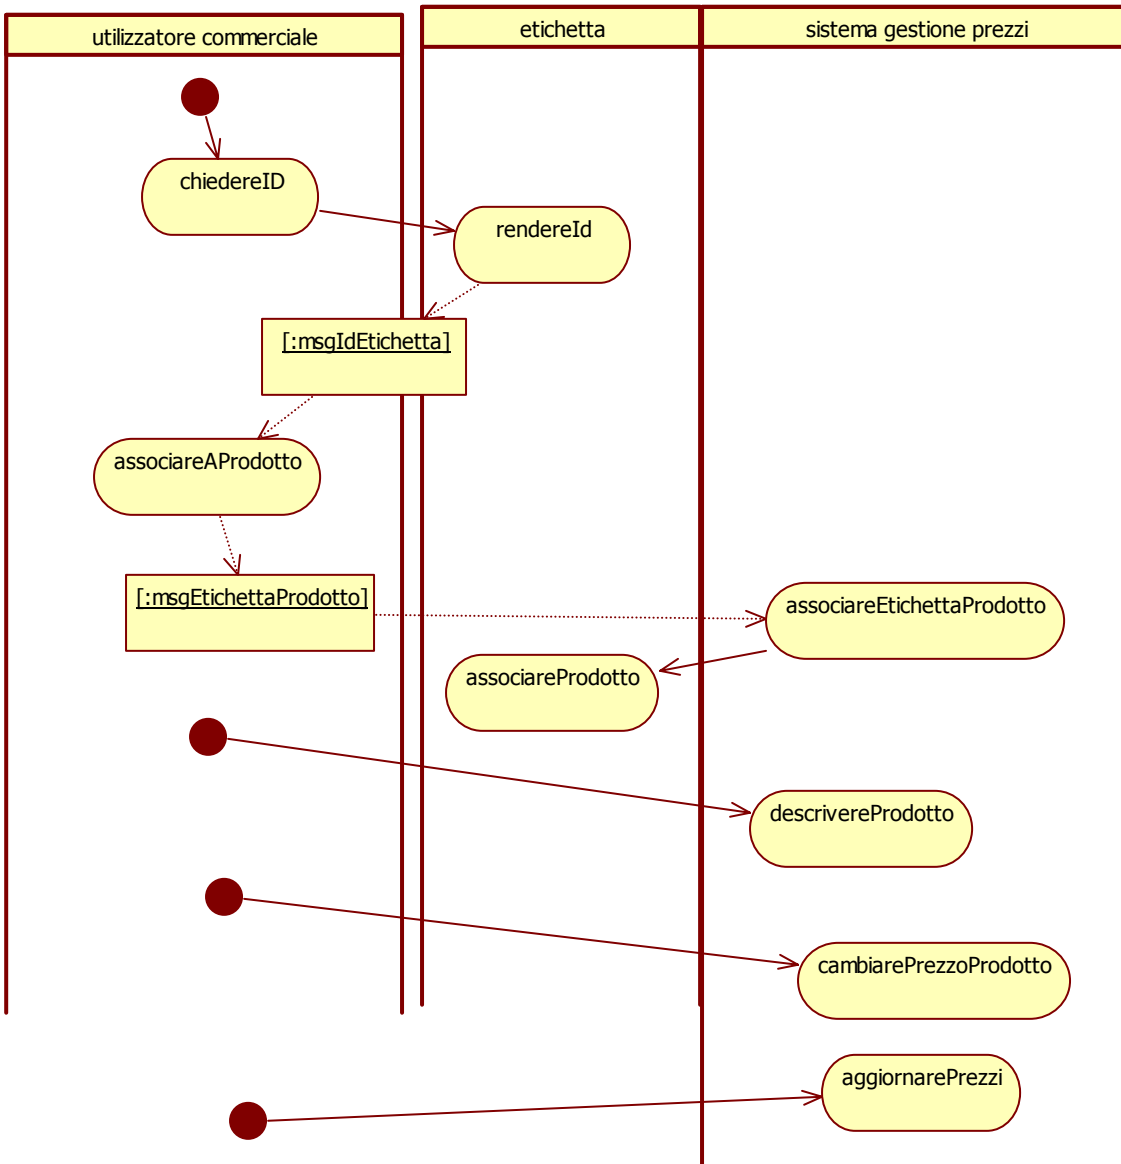 utilizzatore commerciale
etichetta
sistema gestione prezzi
chiedereID
rendereId
[:msgIdEtichetta]
associareAProdotto
[:msgEtichettaProdotto]
associareEtichettaProdotto
associareProdotto
descrivereProdotto
cambiarePrezzoProdotto
aggiornarePrezzi